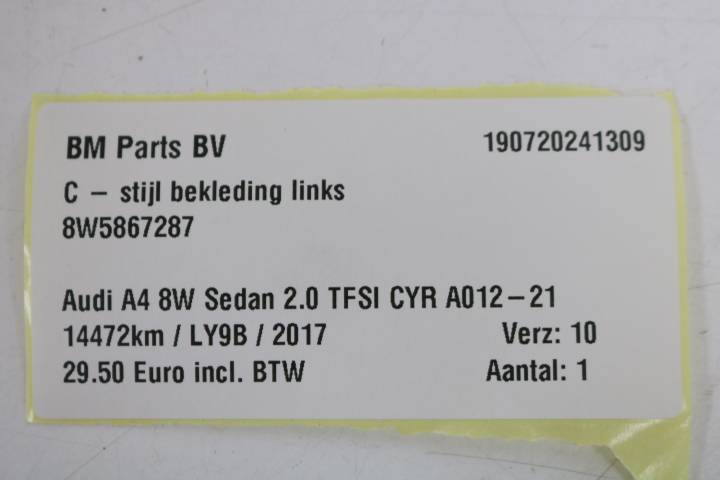 BM Parts BV 190720241309
C – stijl bekleding links
8W5867287
Audi A4 8W Sedan 2.0 TFSI CYR A012–21
14472km / LY9B / 2017 Verz: 10
29.50 Euro incl. BTW Aantal: 1